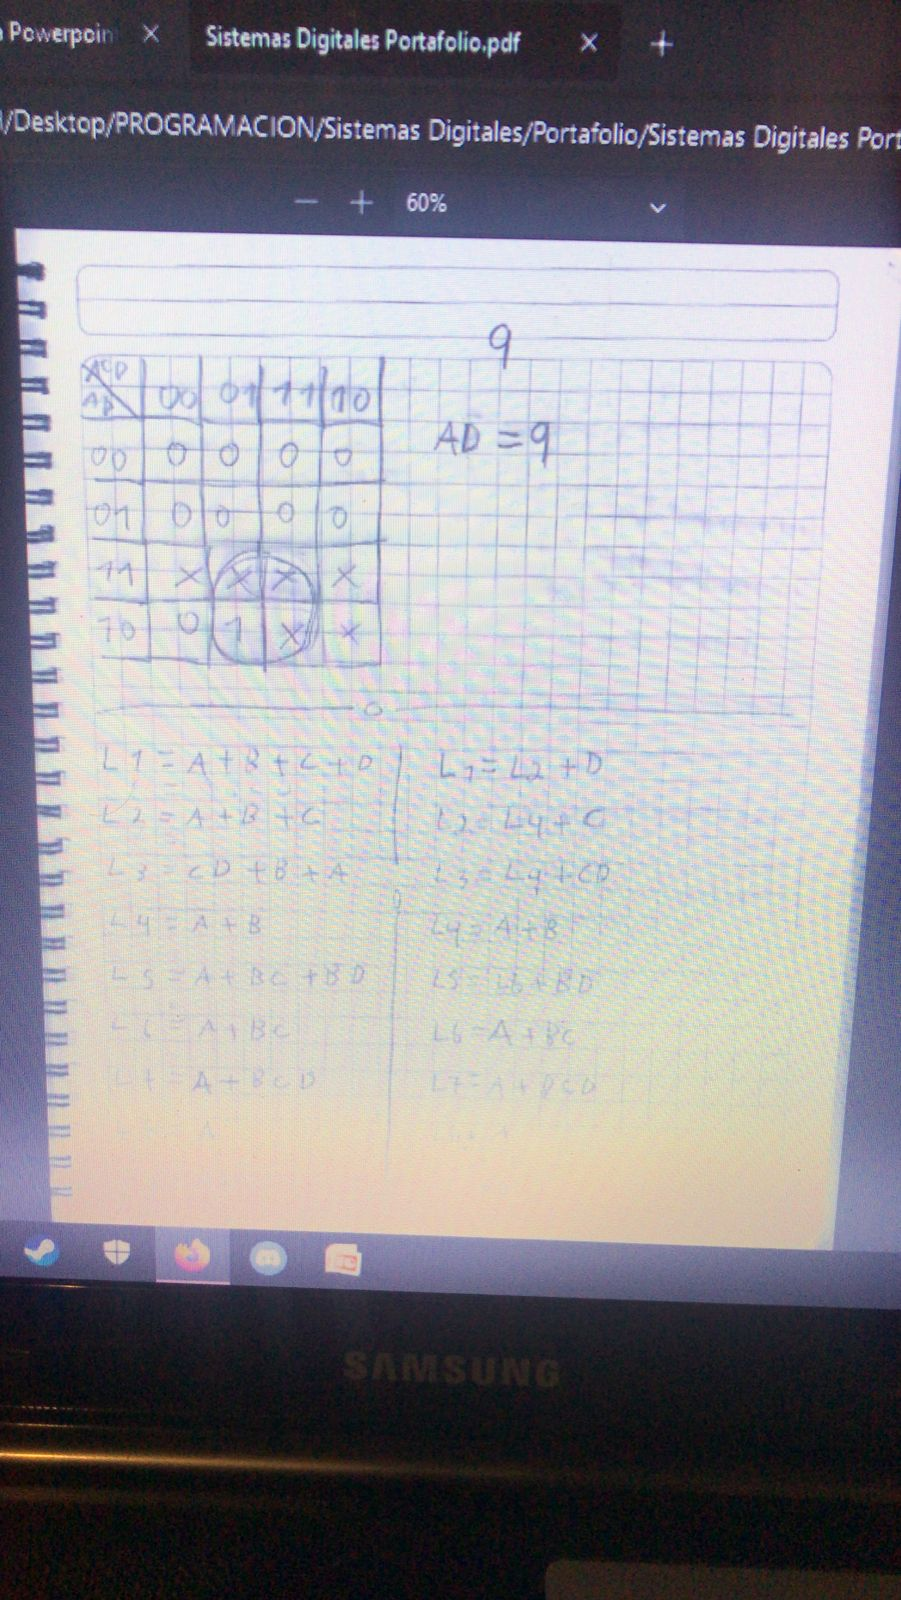 Powerpoin
Sistemas Digitales Portafolio.pdf
/Desktop/PROGRAMACION/Sistemas Digitales/Portafolio/Sistemas Digitales Port
60%
9
CD
AB 00 01 11 10
00 0 0 0 0
AD = 9
01 0 0 0 0
11 X X X X
10 0 1 X X
L1 = A + B + C + D
L1 = L2 + D
L2 = A + B + C
L2 = L4 + C
L3 = CD + B + A
L3 = L4 + CD
L4 = A + B
L4 = A + B
L5 = A + BC + BD
L5 = L6 + BD
L6 = A + BC
L6 = A + BC
L7 = A + BCD
L7 = A + BCD
A
SAMSUNG